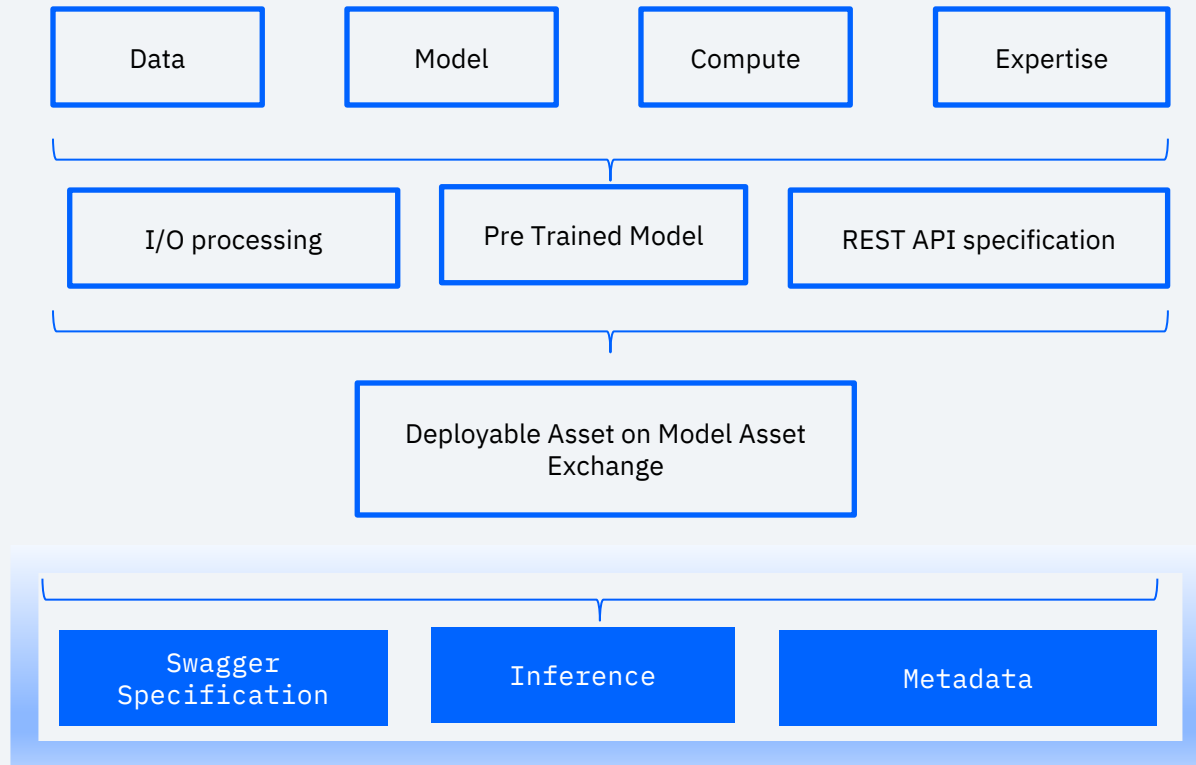 Data
Model
Compute
Expertise
I/O processing
Pre Trained Model
REST API specification
Deployable Asset on Model Asset
Exchange
Swagger
Specification
Inference
Metadata